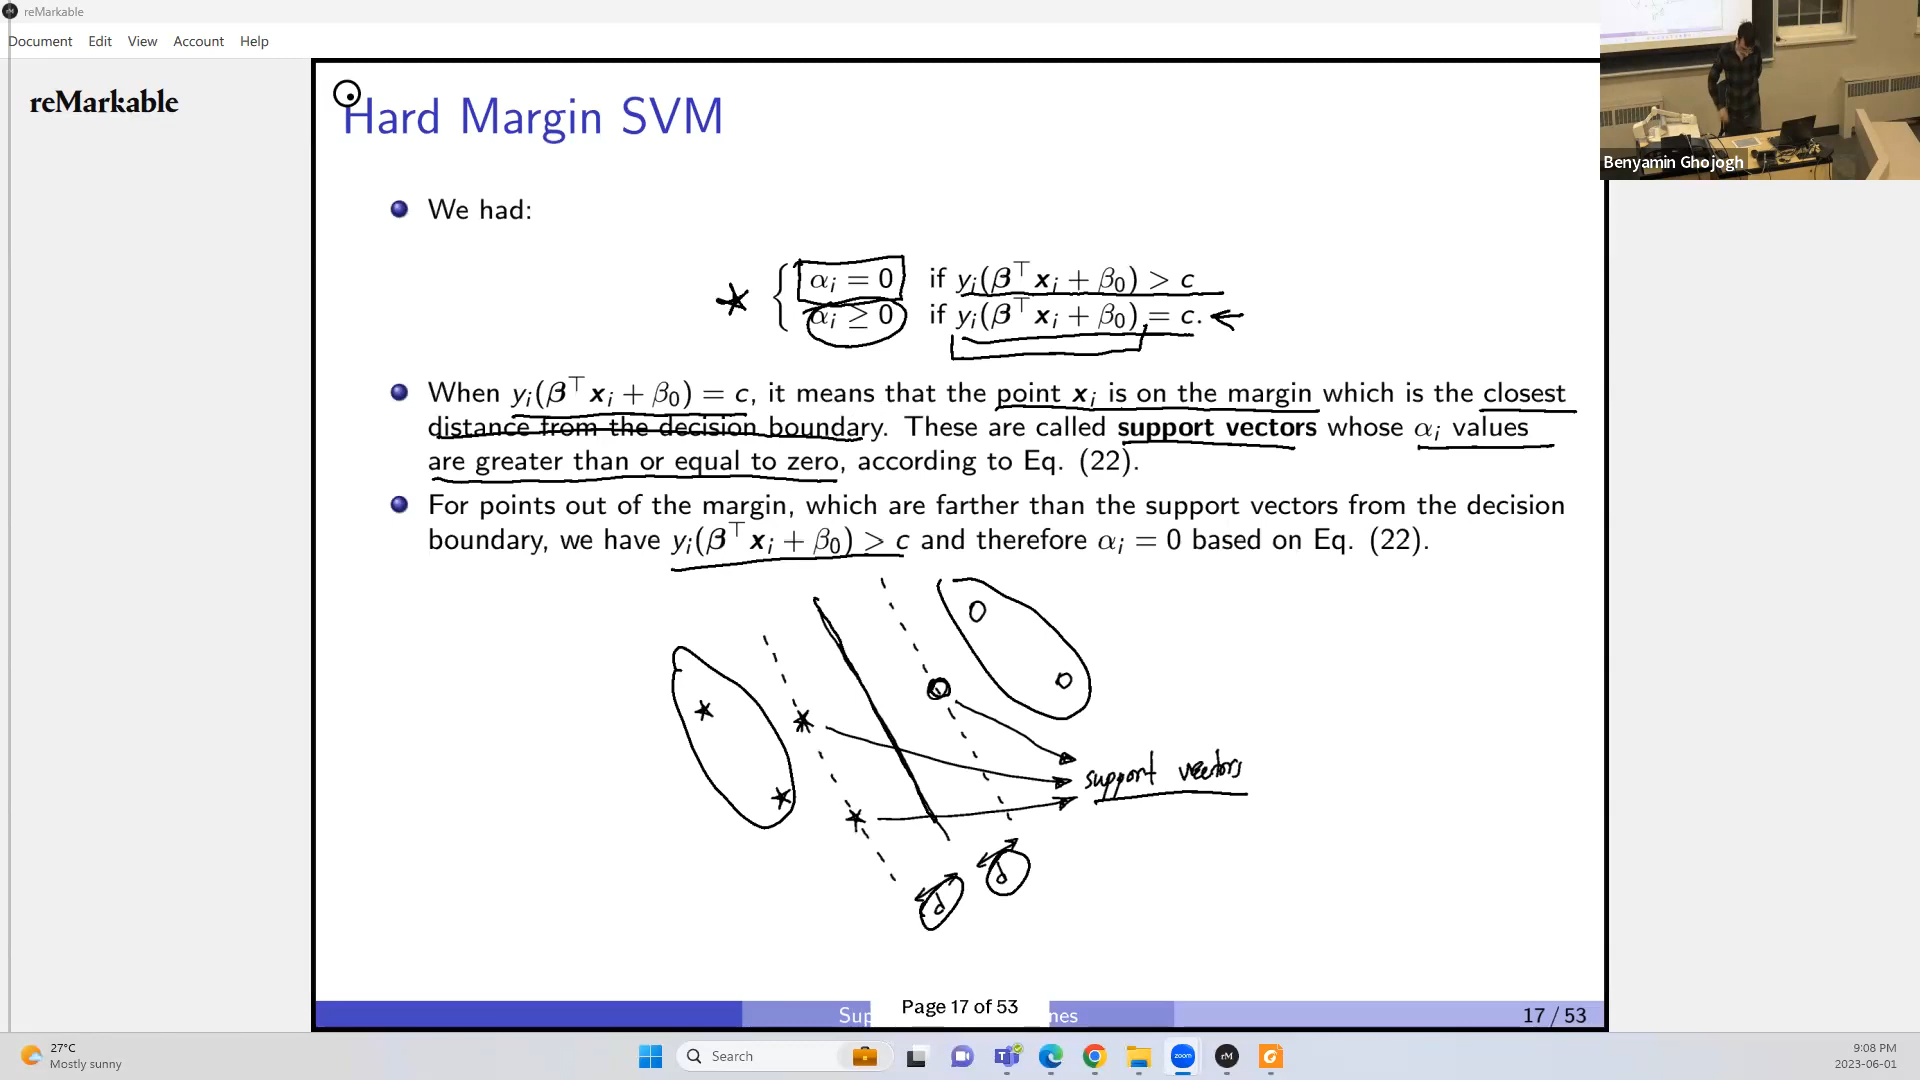 reMarkable
Document Edit View Account Help
reMarkable
Hard Margin SVM
We had:
αᵢ = 0 if yᵢ(β⊤xᵢ + β₀) > c
αᵢ ≥ 0 if yᵢ(β⊤xᵢ + β₀) = c.
When yᵢ(β⊤xᵢ + β₀) = c, it means that the point xᵢ is on the margin which is the closest
distance from the decision boundary. These are called support vectors whose αᵢ values
are greater than or equal to zero, according to Eq. (22).
For points out of the margin, which are farther than the support vectors from the decision
boundary, we have yᵢ(β⊤xᵢ + β₀) > c and therefore αᵢ = 0 based on Eq. (22).
support vectors
d
d
Page 17 of 53
17 / 53
Benyamin Ghojogh
27°C
Mostly sunny
Search
zoom
rM
9:08 PM
2023-06-01